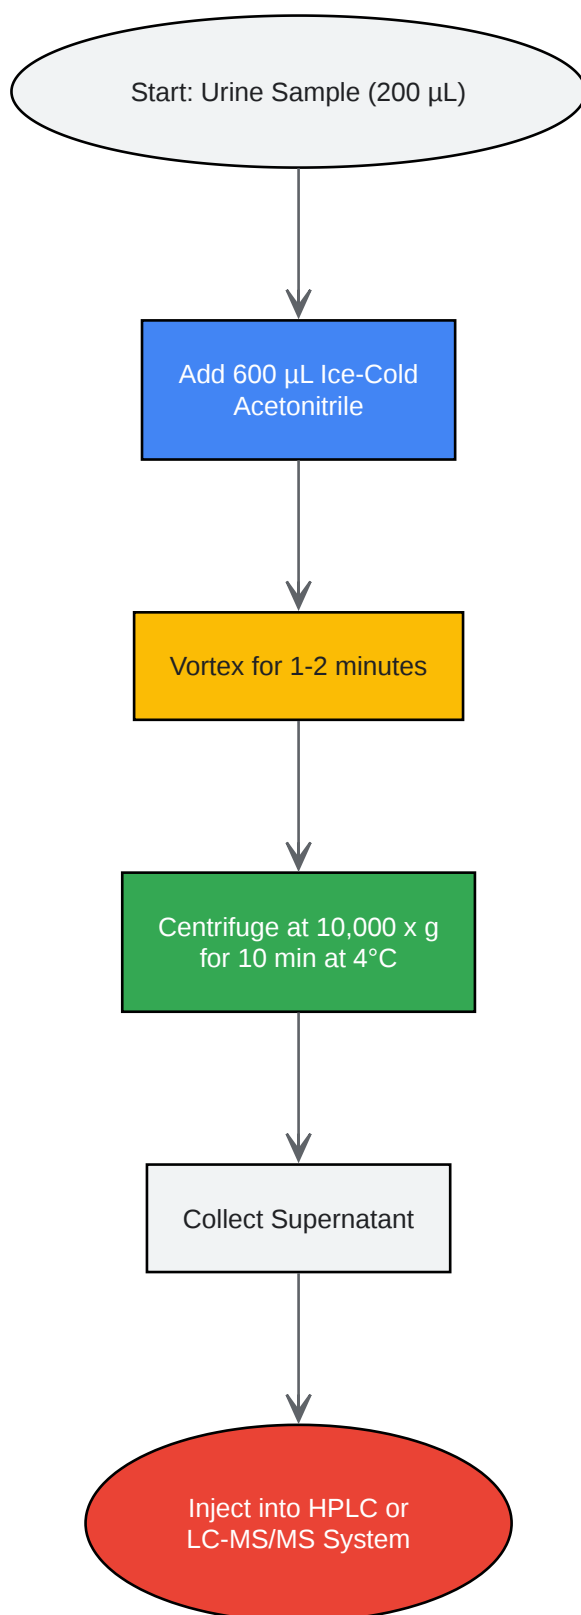 Start: Urine Sample (200 µL)
Add 600 µL Ice-Cold
Acetonitrile
Vortex for 1-2 minutes
Centrifuge at 10,000 x g
for 10 min at 4°C
Collect Supernatant
Inject into HPLC or
LC-MS/MS System